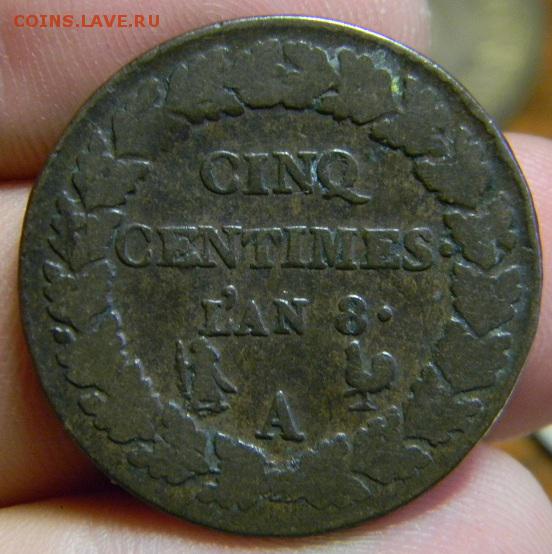 COINS.LAVE.RU
CINQ
CENTIMES.
L'AN 8.
A